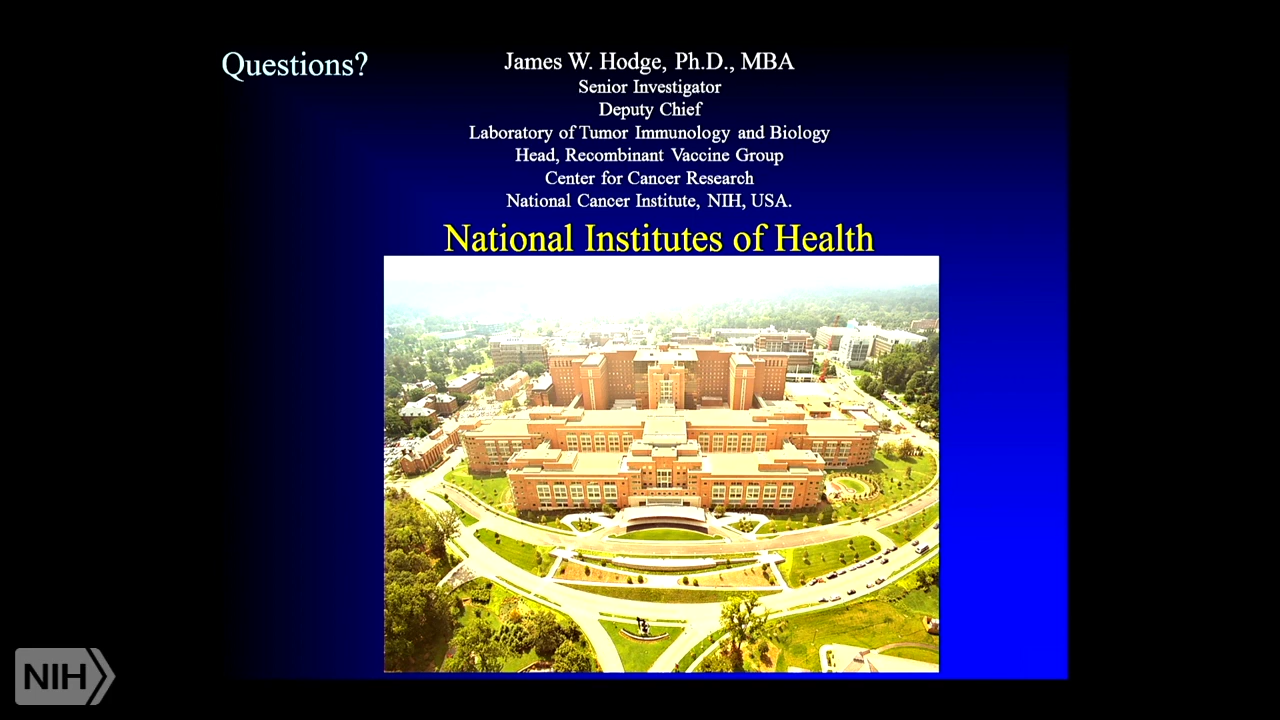 Questions?
James W. Hodge, Ph.D., MBA
Senior Investigator
Deputy Chief
Laboratory of Tumor Immunology and Biology
Head, Recombinant Vaccine Group
Center for Cancer Research
National Cancer Institute, NIH, USA.
National Institutes of Health
NIH